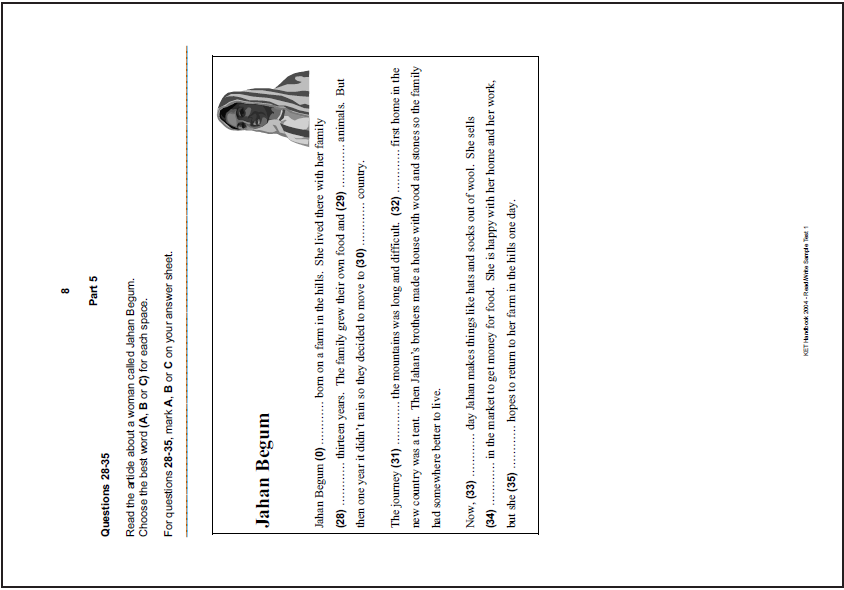 8
Part 5
Questions 28-35
Read the article about a woman called Jahan Begum.
Choose the best word (A, B or C) for each space.
For questions 28-35, mark A, B or C on your answer sheet.
Jahan Begum
Jahan Begum (0) ………… born on a farm in the hills. She lived there with her family
(28) ………… thirteen years. The family grew their own food and (29) ………… animals. But
then one year it didn't rain so they decided to move to (30) ………… country.
The journey (31) ………… the mountains was long and difficult. (32) ………… first home in the
new country was a tent. Then Jahan's brothers made a house with wood and stones so the family
had somewhere better to live.
Now, (33) ………… day Jahan makes things like hats and socks out of wool. She sells
(34) ………… in the market to get money for food. She is happy with her home and her work,
but she (35) ………… hopes to return to her farm in the hills one day.
KET Handbook 2004 - Read/Write Sample Test 1